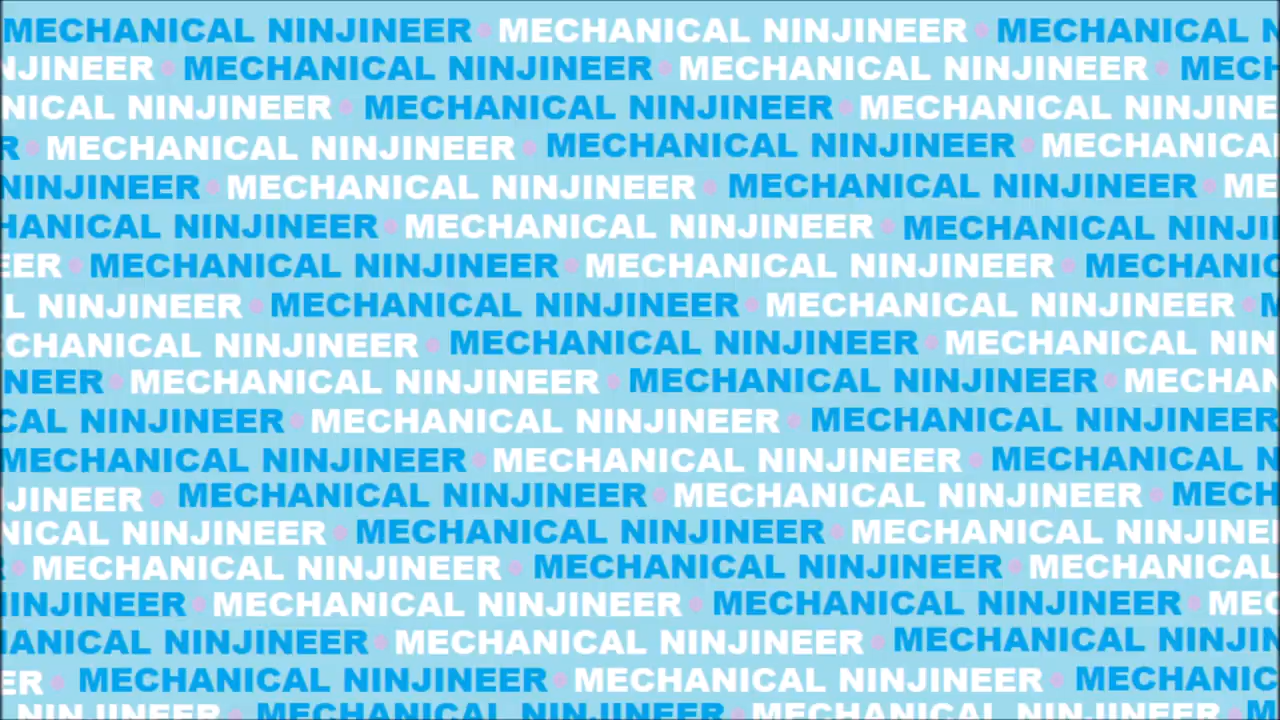 MECHANICAL NINJINEER • MECHANICAL NINJINEER • MECHANICAL N
NJINEER • MECHANICAL NINJINEER • MECHANICAL NINJINEER • MECH
NICAL NINJINEER • MECHANICAL NINJINEER • MECHANICAL NINJINE
R • MECHANICAL NINJINEER • MECHANICAL NINJINEER • MECHANICA
NINJINEER • MECHANICAL NINJINEER • MECHANICAL NINJINEER • ME
HANICAL NINJINEER • MECHANICAL NINJINEER • MECHANICAL NINJI
EER • MECHANICAL NINJINEER • MECHANICAL NINJINEER • MECHANIC
L NINJINEER • MECHANICAL NINJINEER • MECHANICAL NINJINEER • M
CHANICAL NINJINEER • MECHANICAL NINJINEER • MECHANICAL NIN
NEER • MECHANICAL NINJINEER • MECHANICAL NINJINEER • MECHAN
CAL NINJINEER • MECHANICAL NINJINEER • MECHANICAL NINJINEER
MECHANICAL NINJINEER • MECHANICAL NINJINEER • MECHANICAL N
JINEER • MECHANICAL NINJINEER • MECHANICAL NINJINEER • MECH
NICAL NINJINEER • MECHANICAL NINJINEER • MECHANICAL NINJINE
• MECHANICAL NINJINEER • MECHANICAL NINJINEER • MECHANICAL
INJINEER • MECHANICAL NINJINEER • MECHANICAL NINJINEER • MEC
HANICAL NINJINEER • MECHANICAL NINJINEER • MECHANICAL NINJIN
ER • MECHANICAL NINJINEER • MECHANICAL NINJINEER • MECHANIC
NINJINEER • MECHANICAL NINJINEER • MECHANICAL NINJINEER • M